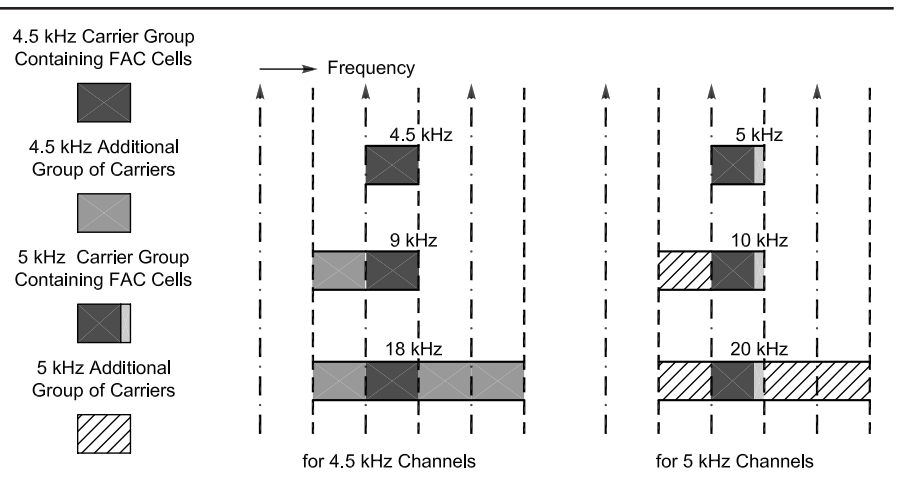 4.5 kHz Carrier Group
Containing FAC Cells
4.5 kHz Additional
Group of Carriers
5 kHz Carrier Group
Containing FAC Cells
5 kHz Additional
Group of Carriers
Frequency
4.5 kHz
9 kHz
18 kHz
for 4.5 kHz Channels
5 kHz
10 kHz
20 kHz
for 5 kHz Channels